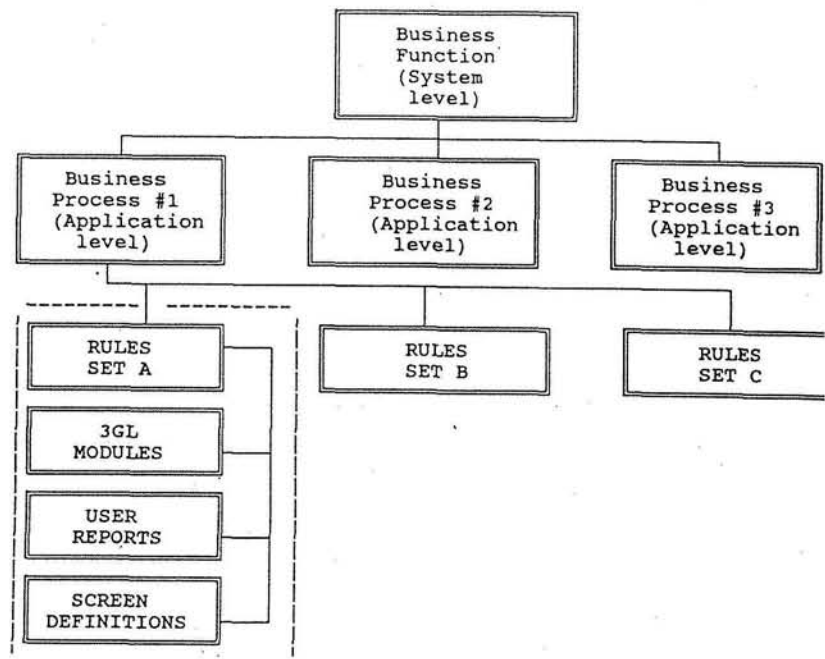 Business
Function
(System
level)
Business
Process #1
(Application
level)
Business
Process #2
(Application
level)
Business
Process #3
(Application
level)
RULES
SET A
RULES
SET B
RULES
SET C
3GL
MODULES
USER
REPORTS
SCREEN
DEFINITIONS